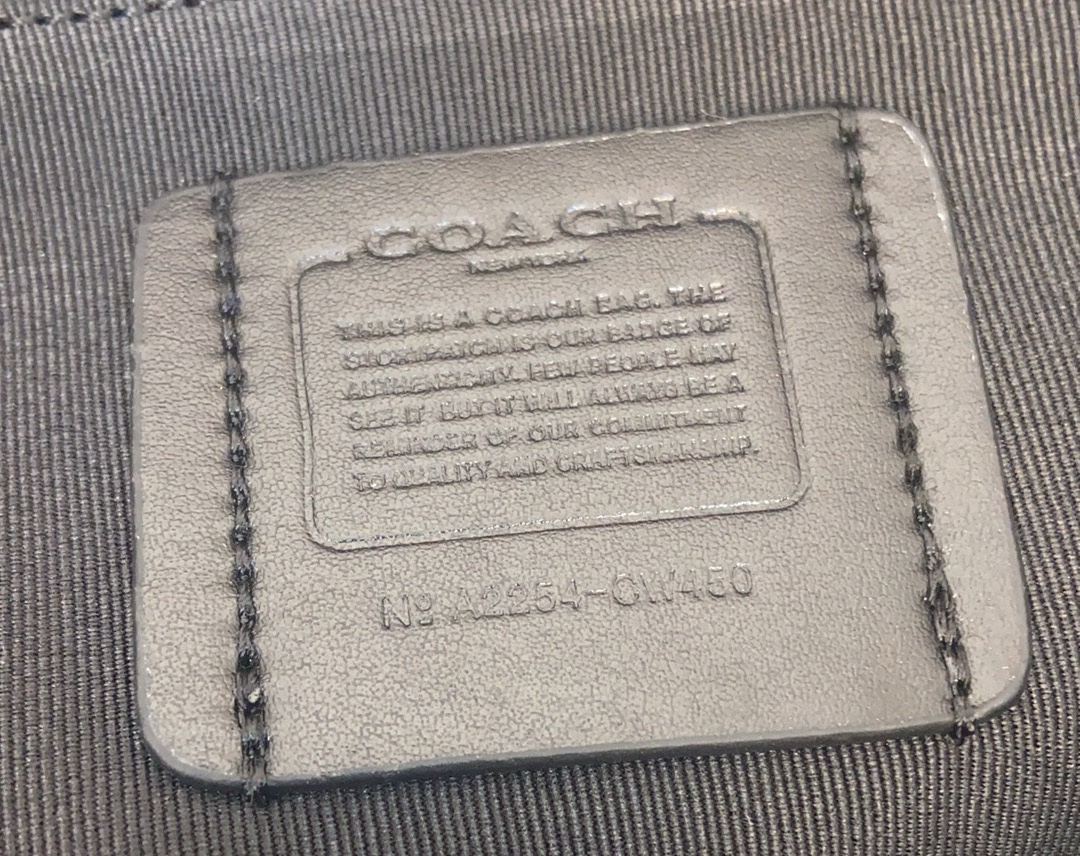 COACH
NEW YORK
THIS IS A COACH BAG. THE
STORYPATCH IS OUR BADGE OF
AUTHENTICITY. FEW PEOPLE MAY
SEE IT BUT IT WILL ALWAYS BE A
REMINDER OF OUR COMMITMENT
TO QUALITY AND CRAFTSMANSHIP.
Nº A2254-CW450